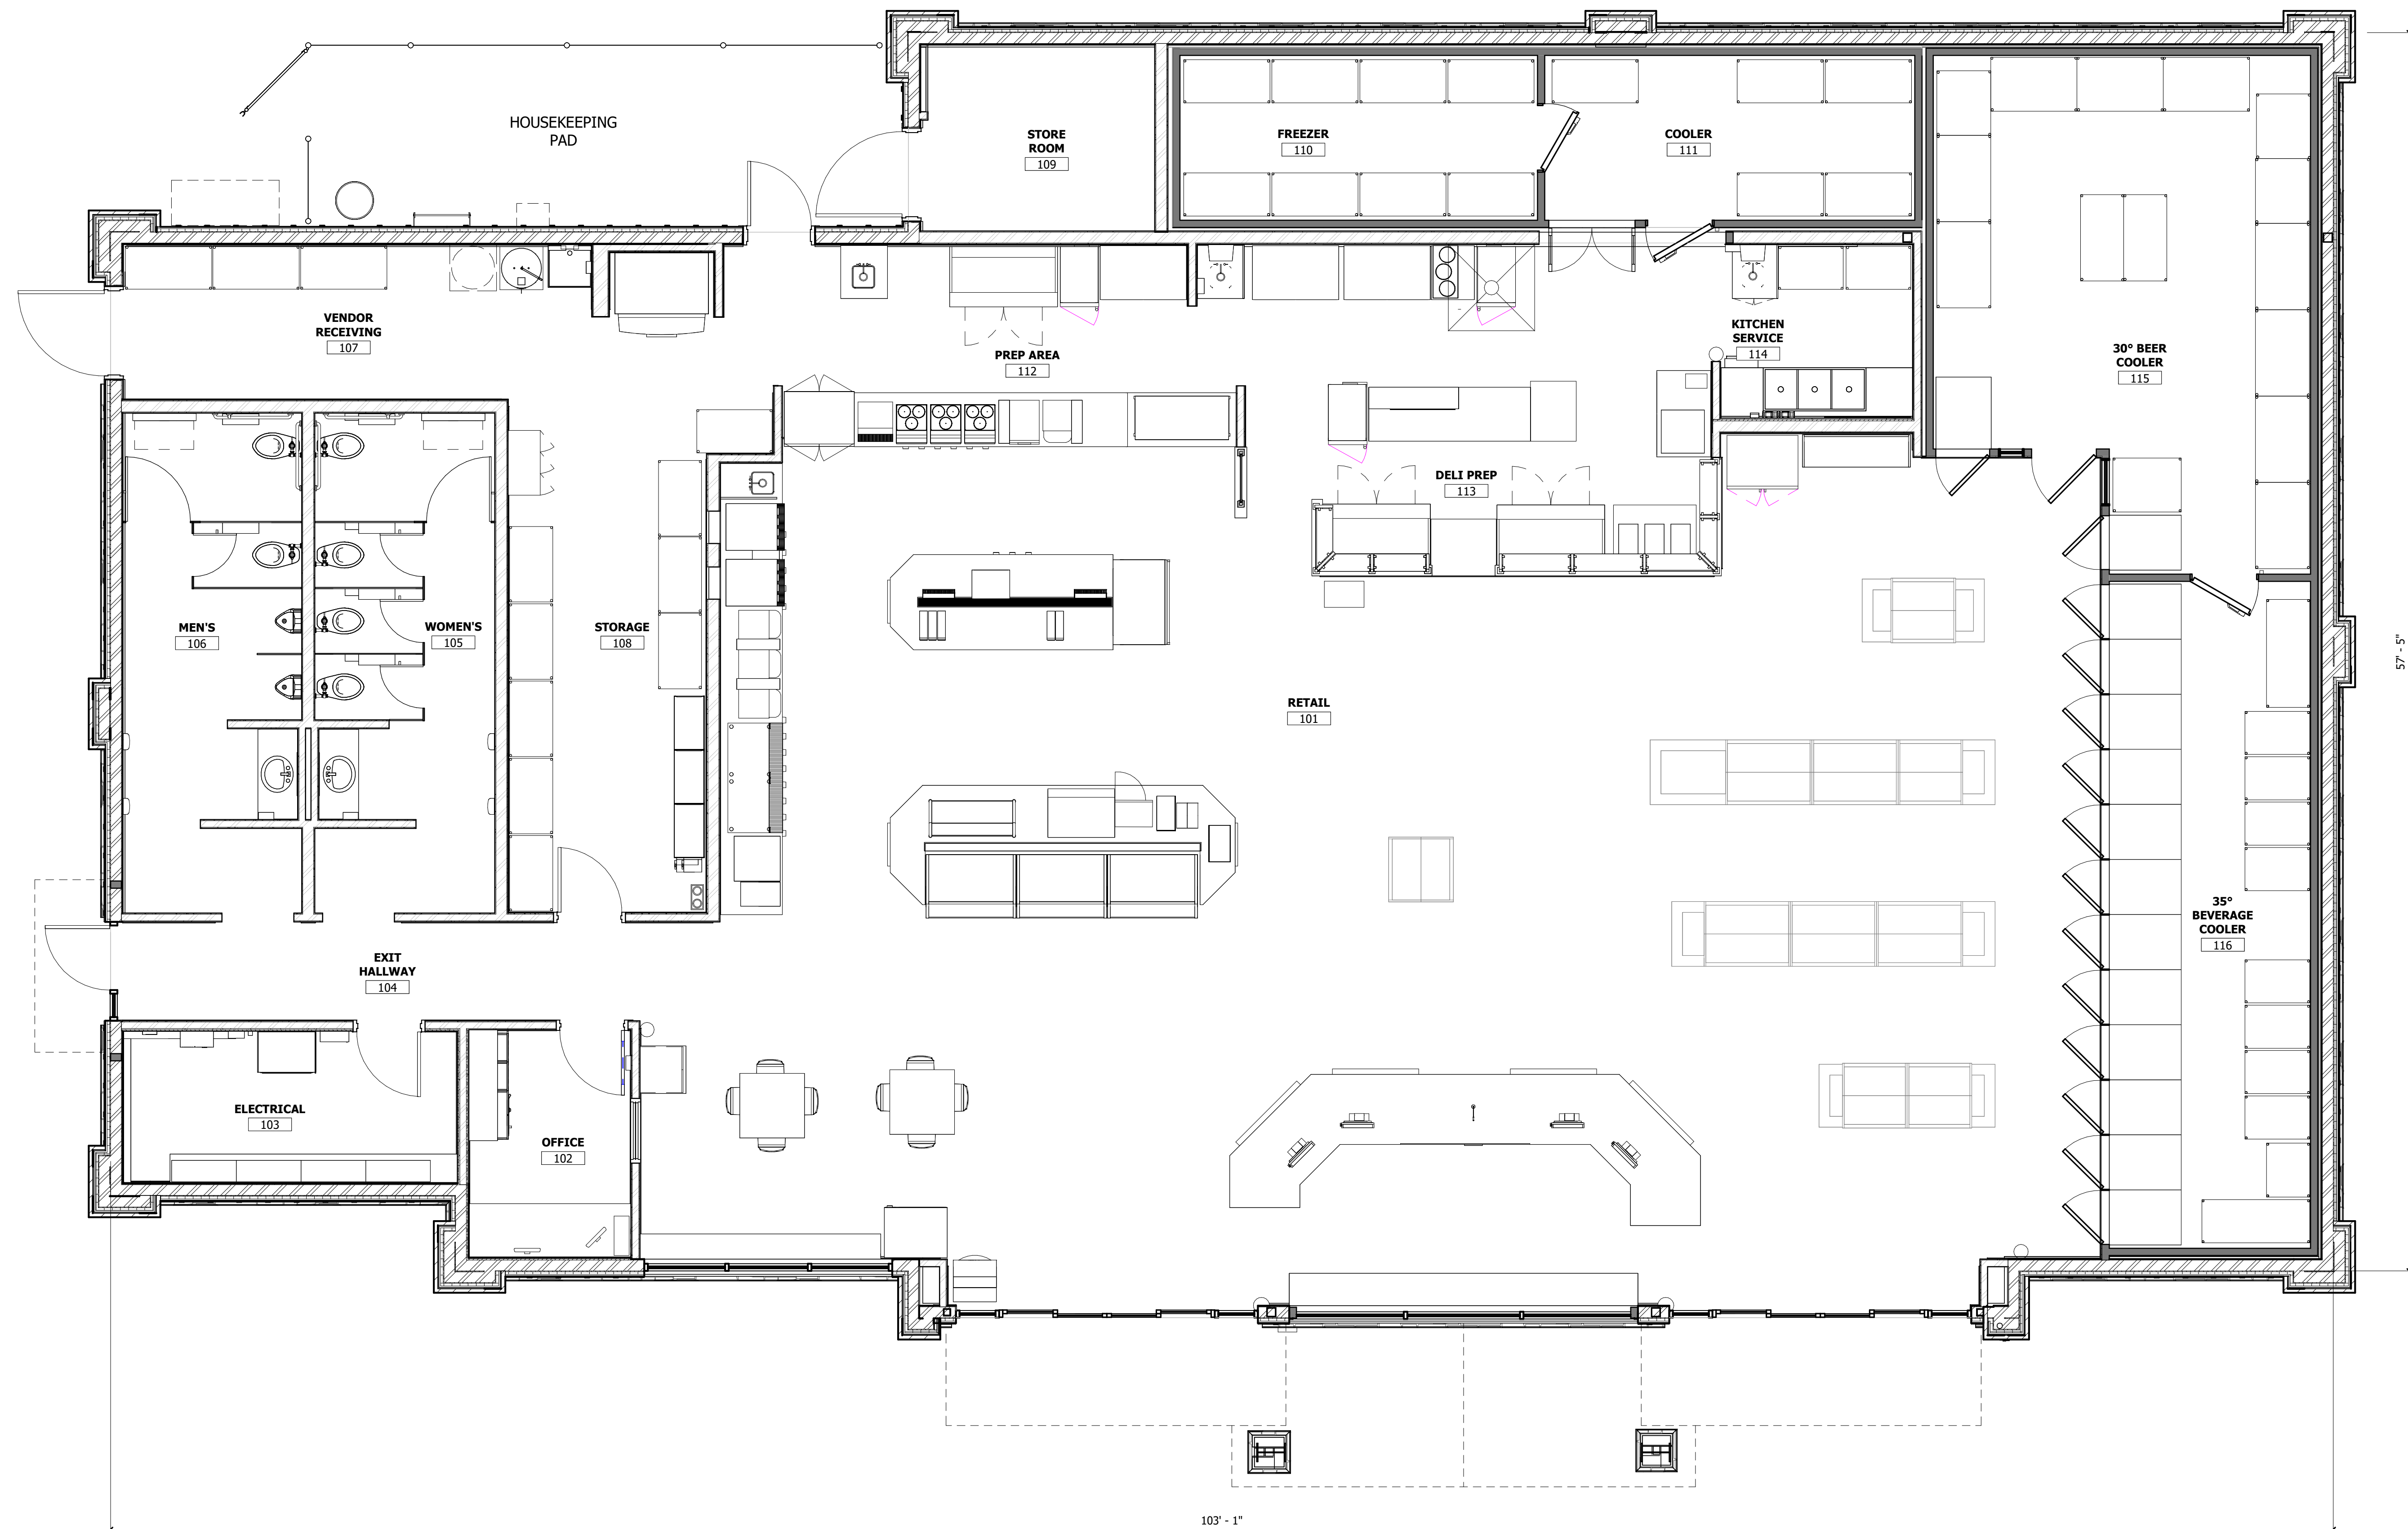 HOUSEKEEPING
PAD
STORE
ROOM
109
FREEZER
110
COOLER
111
VENDOR
RECEIVING
107
PREP AREA
112
KITCHEN
SERVICE
114
30° BEER
COOLER
115
DELI PREP
113
MEN'S
106
WOMEN'S
105
STORAGE
108
RETAIL
101
57' - 5"
35°
BEVERAGE
COOLER
116
EXIT
HALLWAY
104
ELECTRICAL
103
OFFICE
102
103' - 1"